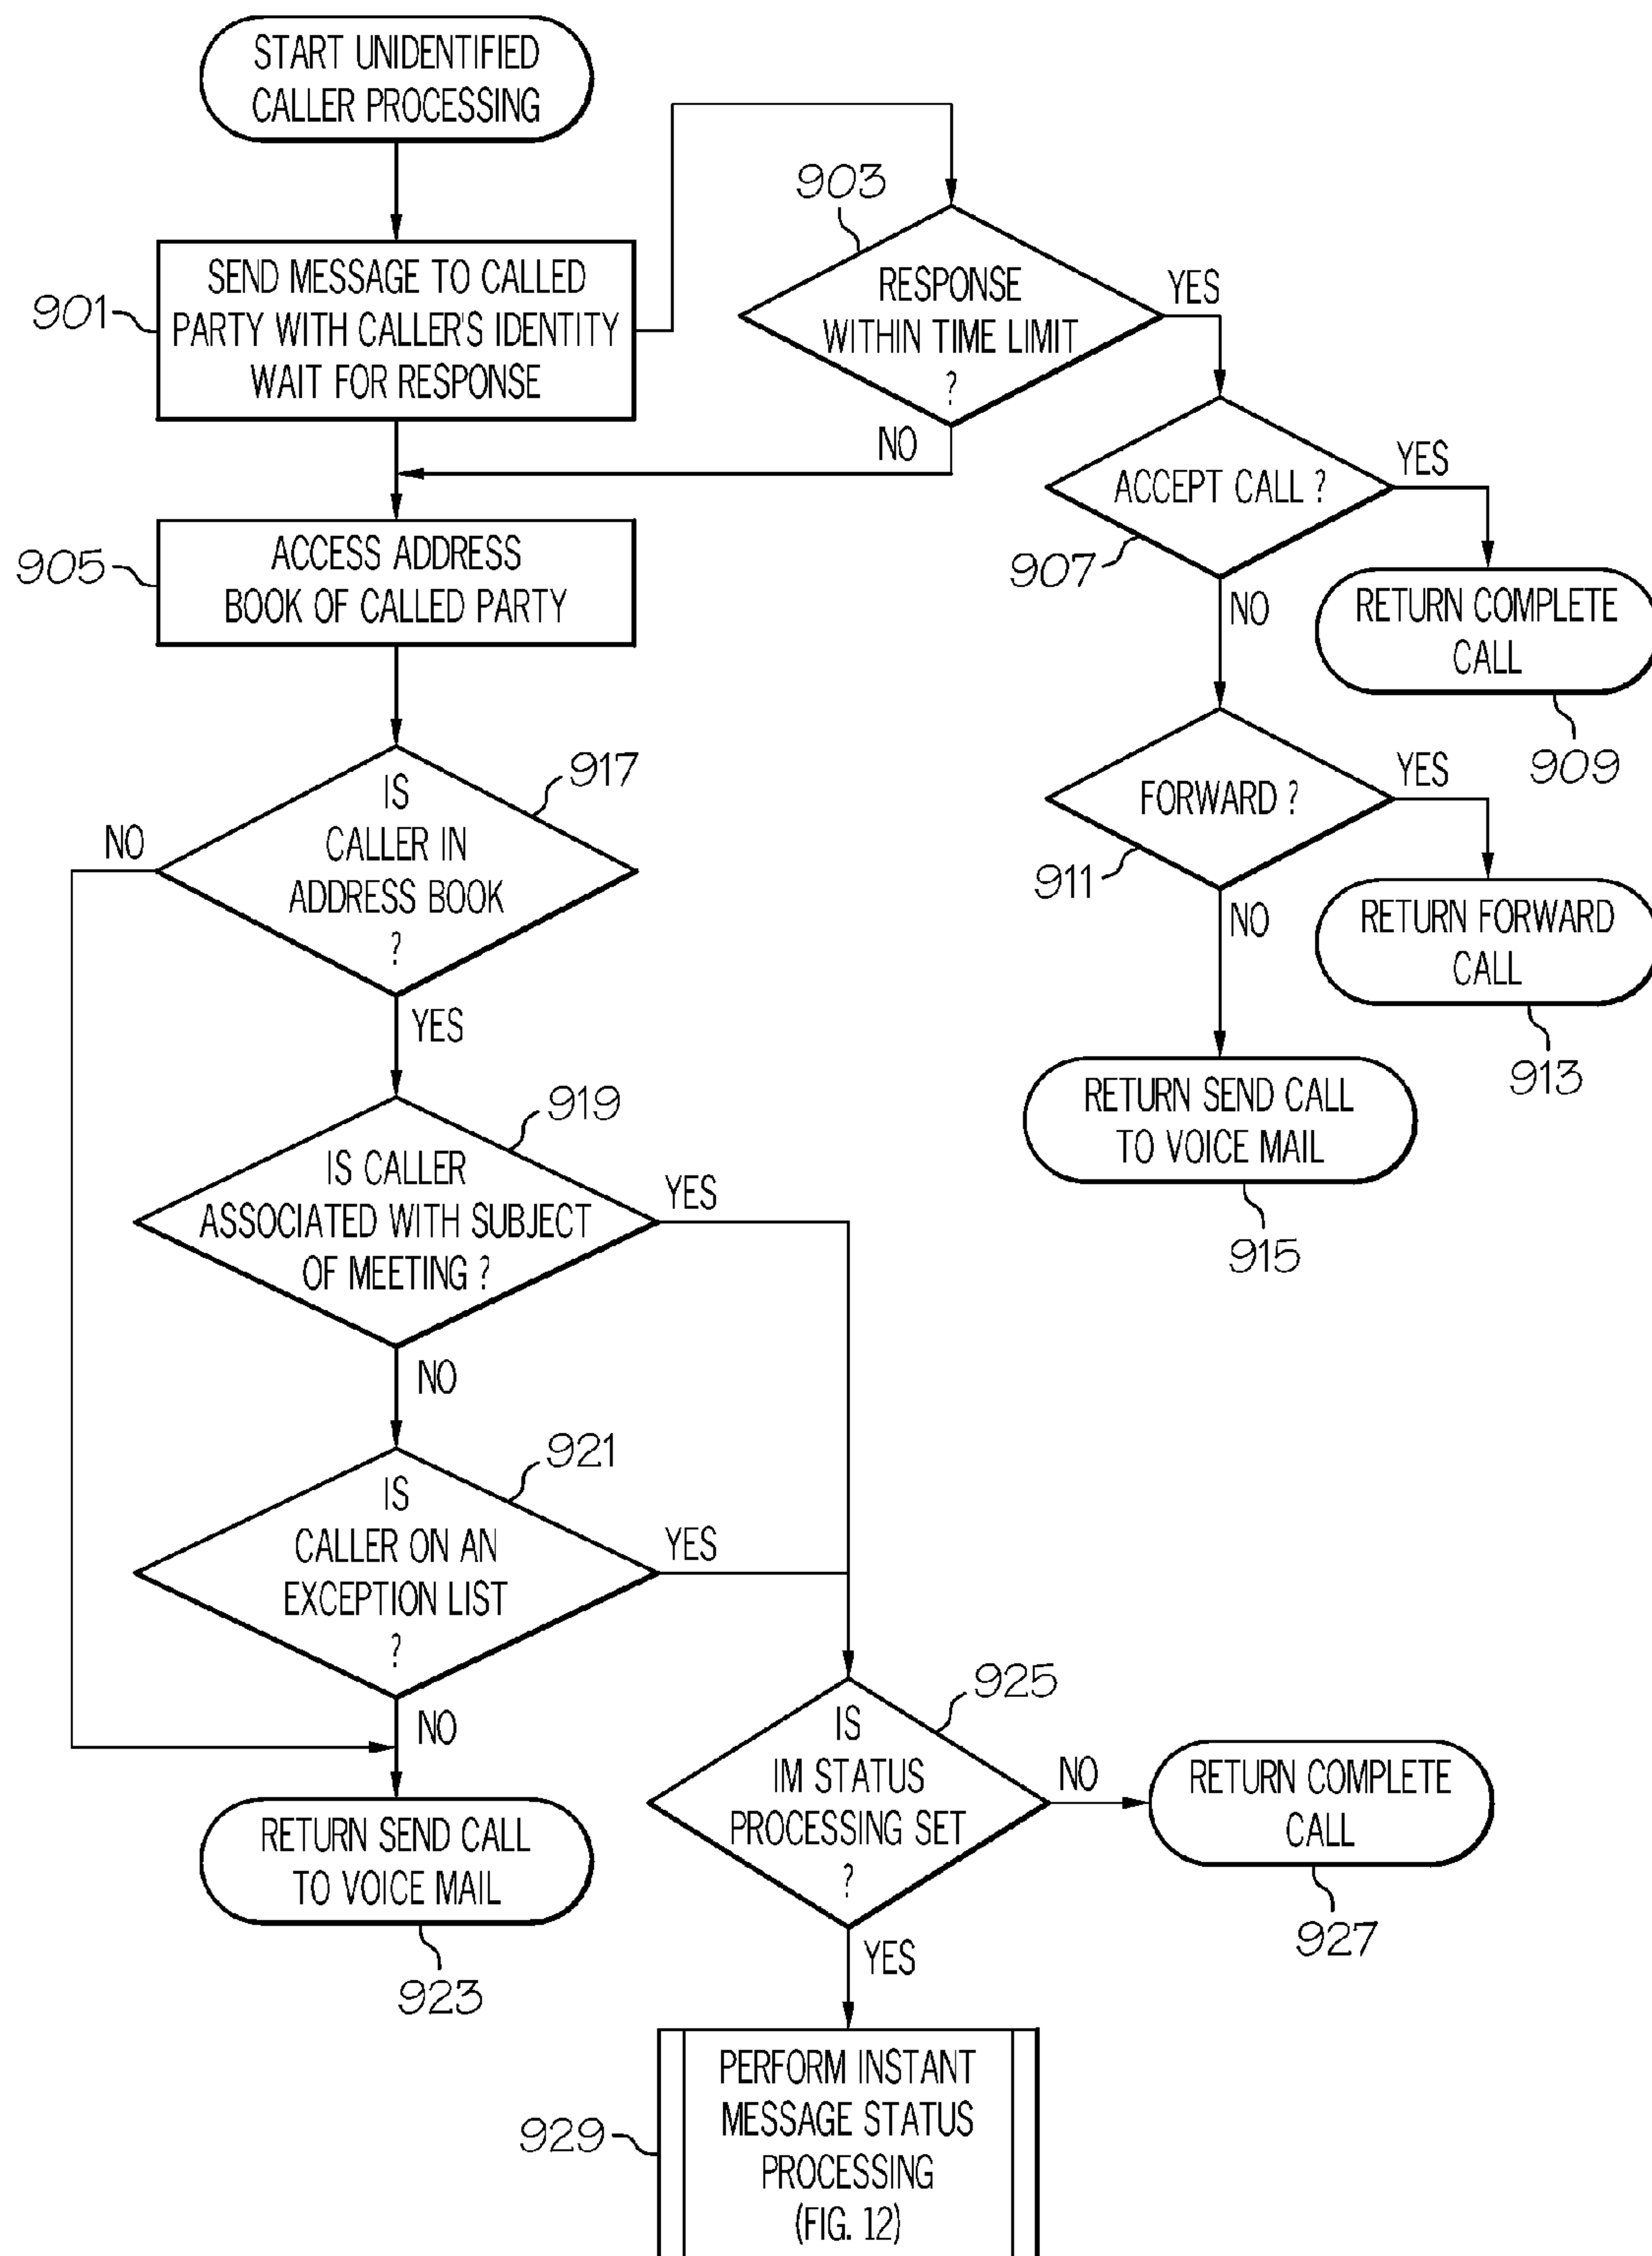 START UNIDENTIFIED
CALLER PROCESSING
901
SEND MESSAGE TO CALLED
PARTY WITH CALLER'S IDENTITY
WAIT FOR RESPONSE
903
RESPONSE
WITHIN TIME LIMIT
?
YES
NO
907
ACCEPT CALL ?
YES
NO
RETURN COMPLETE
CALL
909
905
ACCESS ADDRESS
BOOK OF CALLED PARTY
911
FORWARD ?
YES
NO
RETURN FORWARD
CALL
913
RETURN SEND CALL
TO VOICE MAIL
915
917
IS
CALLER IN
ADDRESS BOOK
?
NO
YES
919
IS CALLER
ASSOCIATED WITH SUBJECT
OF MEETING ?
YES
NO
921
IS
CALLER ON AN
EXCEPTION LIST
?
YES
NO
RETURN SEND CALL
TO VOICE MAIL
923
925
IS
IM STATUS
PROCESSING SET
?
NO
YES
RETURN COMPLETE
CALL
927
929
PERFORM INSTANT
MESSAGE STATUS
PROCESSING
(FIG. 12)